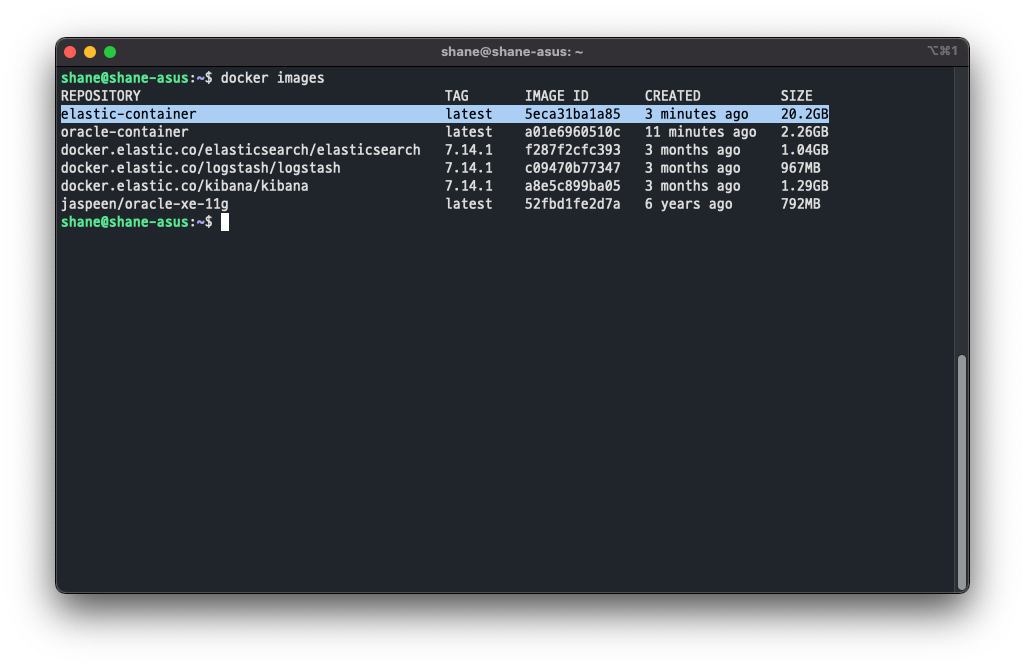 shane@shane-asus: ~
⌥⌘1
shane@shane-asus:~$ docker images
REPOSITORY TAG IMAGE ID CREATED SIZE
elastic-container latest 5eca31ba1a85 3 minutes ago 20.2GB
oracle-container latest a01e6960510c 11 minutes ago 2.26GB
docker.elastic.co/elasticsearch/elasticsearch 7.14.1 f287f2cfc393 3 months ago 1.04GB
docker.elastic.co/logstash/logstash 7.14.1 c09470b77347 3 months ago 967MB
docker.elastic.co/kibana/kibana 7.14.1 a8e5c899ba05 3 months ago 1.29GB
jaspeen/oracle-xe-11g latest 52fbd1fe2d7a 6 years ago 792MB
shane@shane-asus:~$